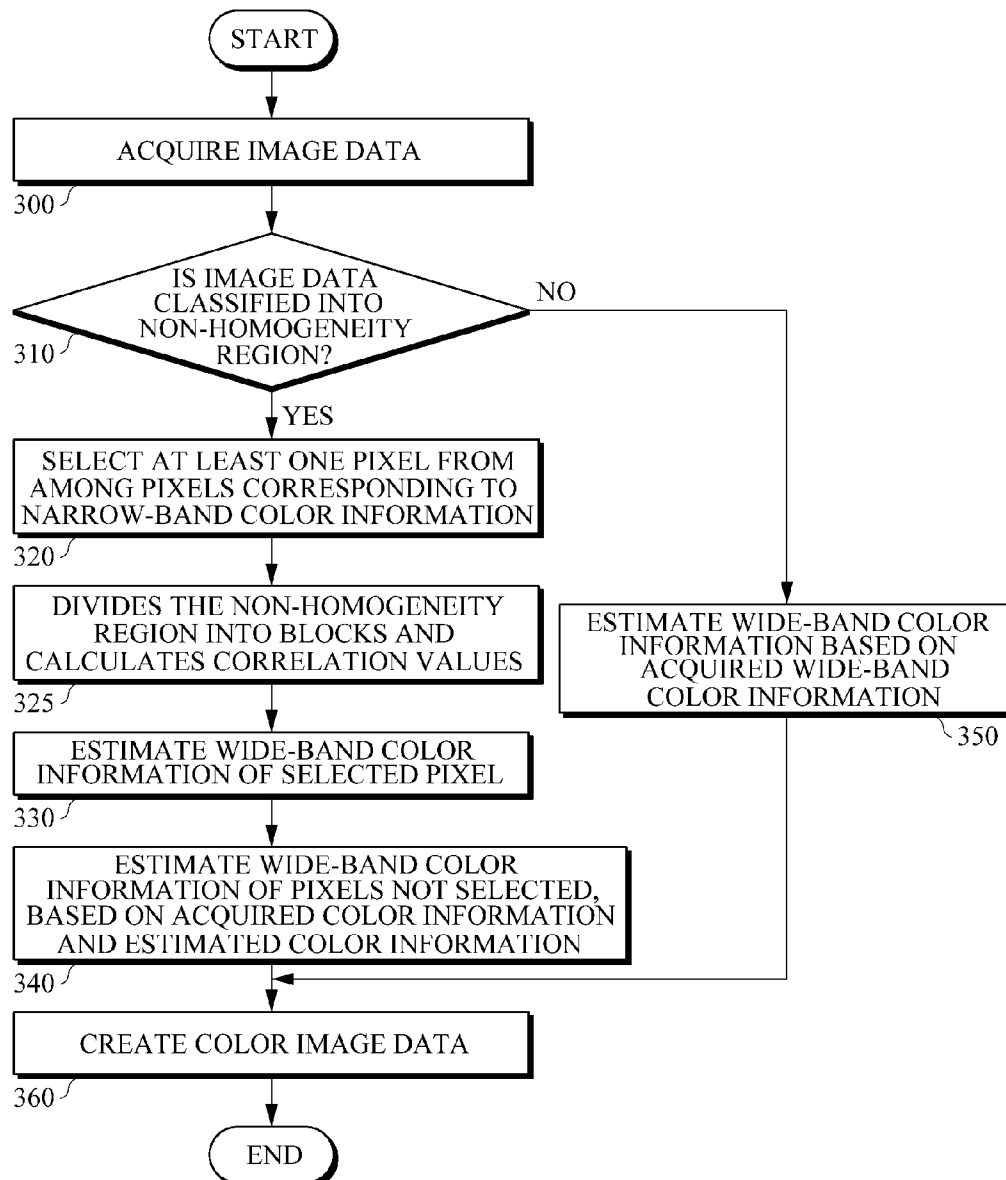 START
ACQUIRE IMAGE DATA
300
IS IMAGE DATA
CLASSIFIED INTO
NON-HOMOGENEITY
REGION?
310
NO
YES
SELECT AT LEAST ONE PIXEL FROM
AMONG PIXELS CORRESPONDING TO
NARROW-BAND COLOR INFORMATION
320
DIVIDES THE NON-HOMOGENEITY
REGION INTO BLOCKS AND
CALCULATES CORRELATION VALUES
325
ESTIMATE WIDE-BAND COLOR
INFORMATION BASED ON
ACQUIRED WIDE-BAND
COLOR INFORMATION
350
ESTIMATE WIDE-BAND COLOR
INFORMATION OF SELECTED PIXEL
330
ESTIMATE WIDE-BAND COLOR
INFORMATION OF PIXELS NOT SELECTED,
BASED ON ACQUIRED COLOR INFORMATION
AND ESTIMATED COLOR INFORMATION
340
CREATE COLOR IMAGE DATA
360
END